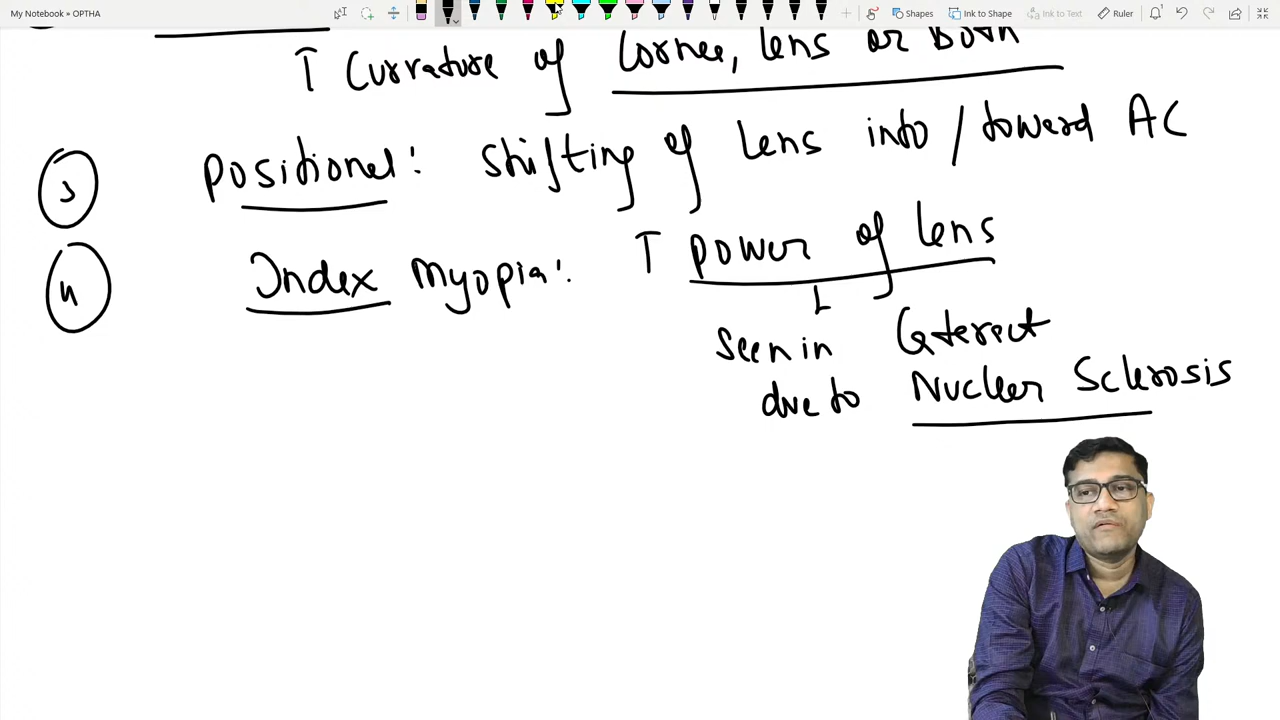 My Notebook » OPTHA
Shapes
Ink to Shape
Ink to Text
Ruler
↑ Curvature of Cornea, lens or Both
3 Positional: Shifting of Lens into / toward AC
4 Index Myopia: ↑ power of lens
Seen in Cataract
due to Nuclear Sclerosis